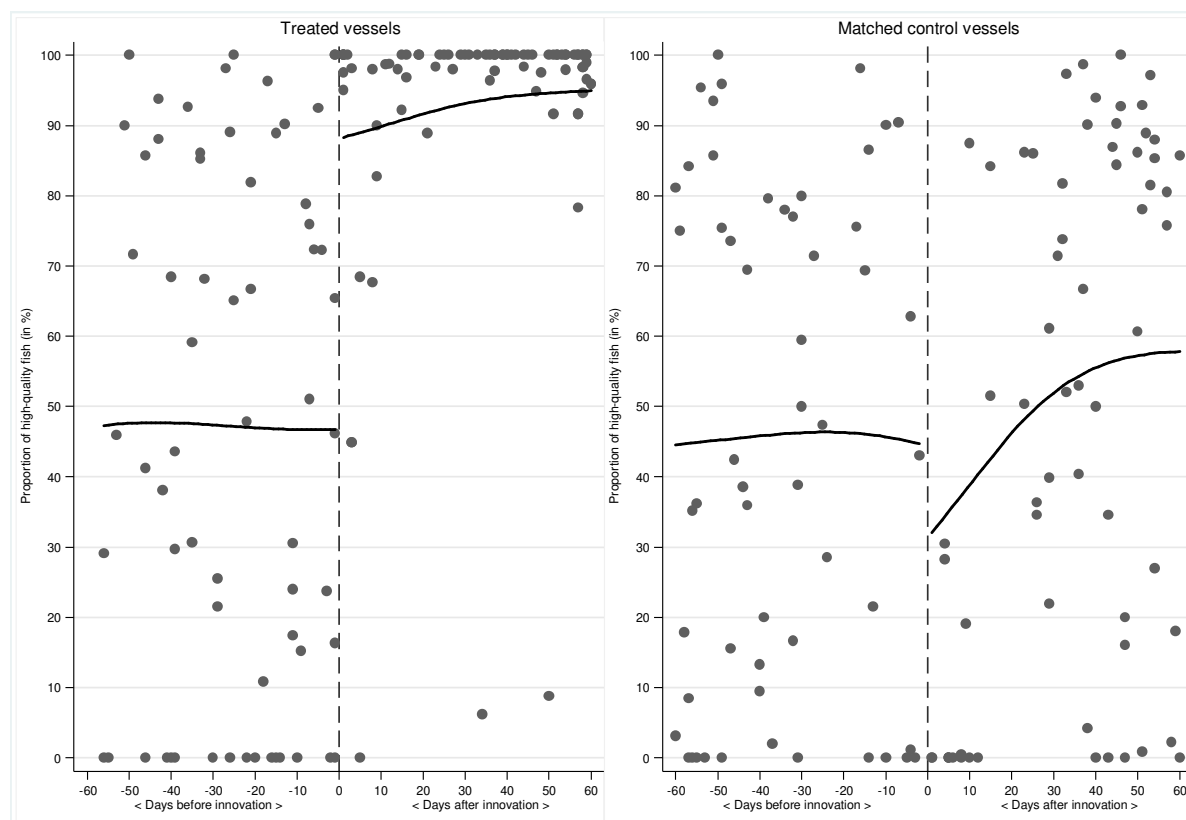 Treated vessels
Proportion of high-quality fish (in %)
100
90
80
70
60
50
40
30
20
10
0
-60 -50 -40 -30 -20 -10 0 10 20 30 40 50 60
< Days before innovation > < Days after innovation >
Matched control vessels
Proportion of high-quality fish (in %)
100
90
80
70
60
50
40
30
20
10
0
-60 -50 -40 -30 -20 -10 0 10 20 30 40 50 60
< Days before innovation > < Days after innovation >